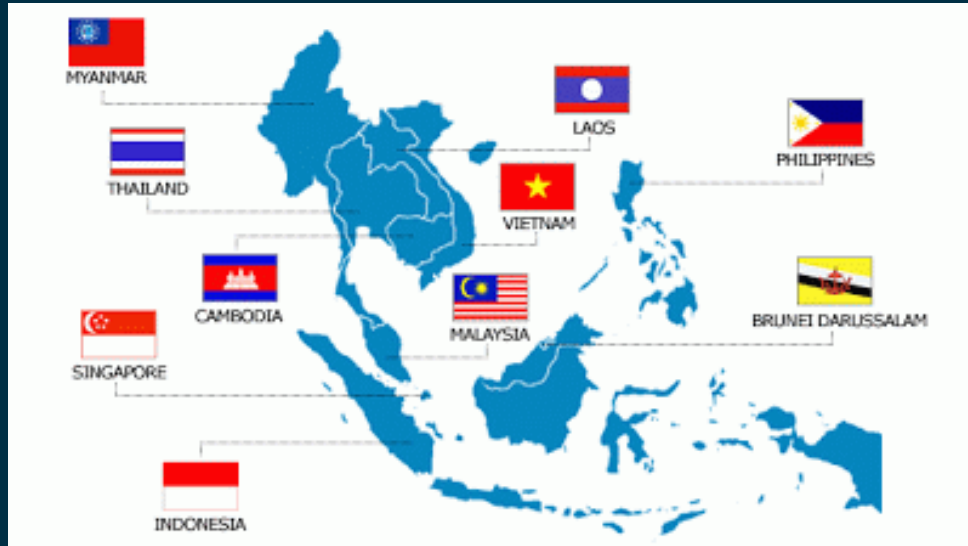 MYANMAR
LAOS
PHILIPPINES
THAILAND
VIETNAM
CAMBODIA
BRUNEI DARUSSALAM
MALAYSIA
SINGAPORE
INDONESIA